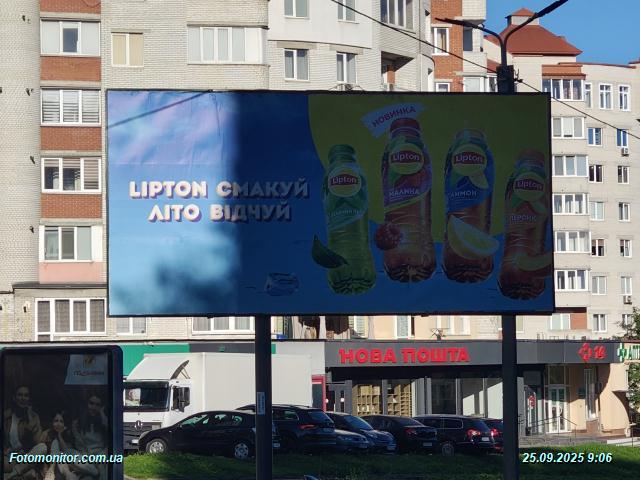 НОВИНКА
Lipton
Lipton
Lipton
Lipton
МАЛИНА
ЛИМОН
ПЕРСИК
LIPTON СМАКУЙ
ЛІТО ВІДЧУЙ
НОВА ПОШТА
Fotomonitor.com.ua
25.09.2025 9:06